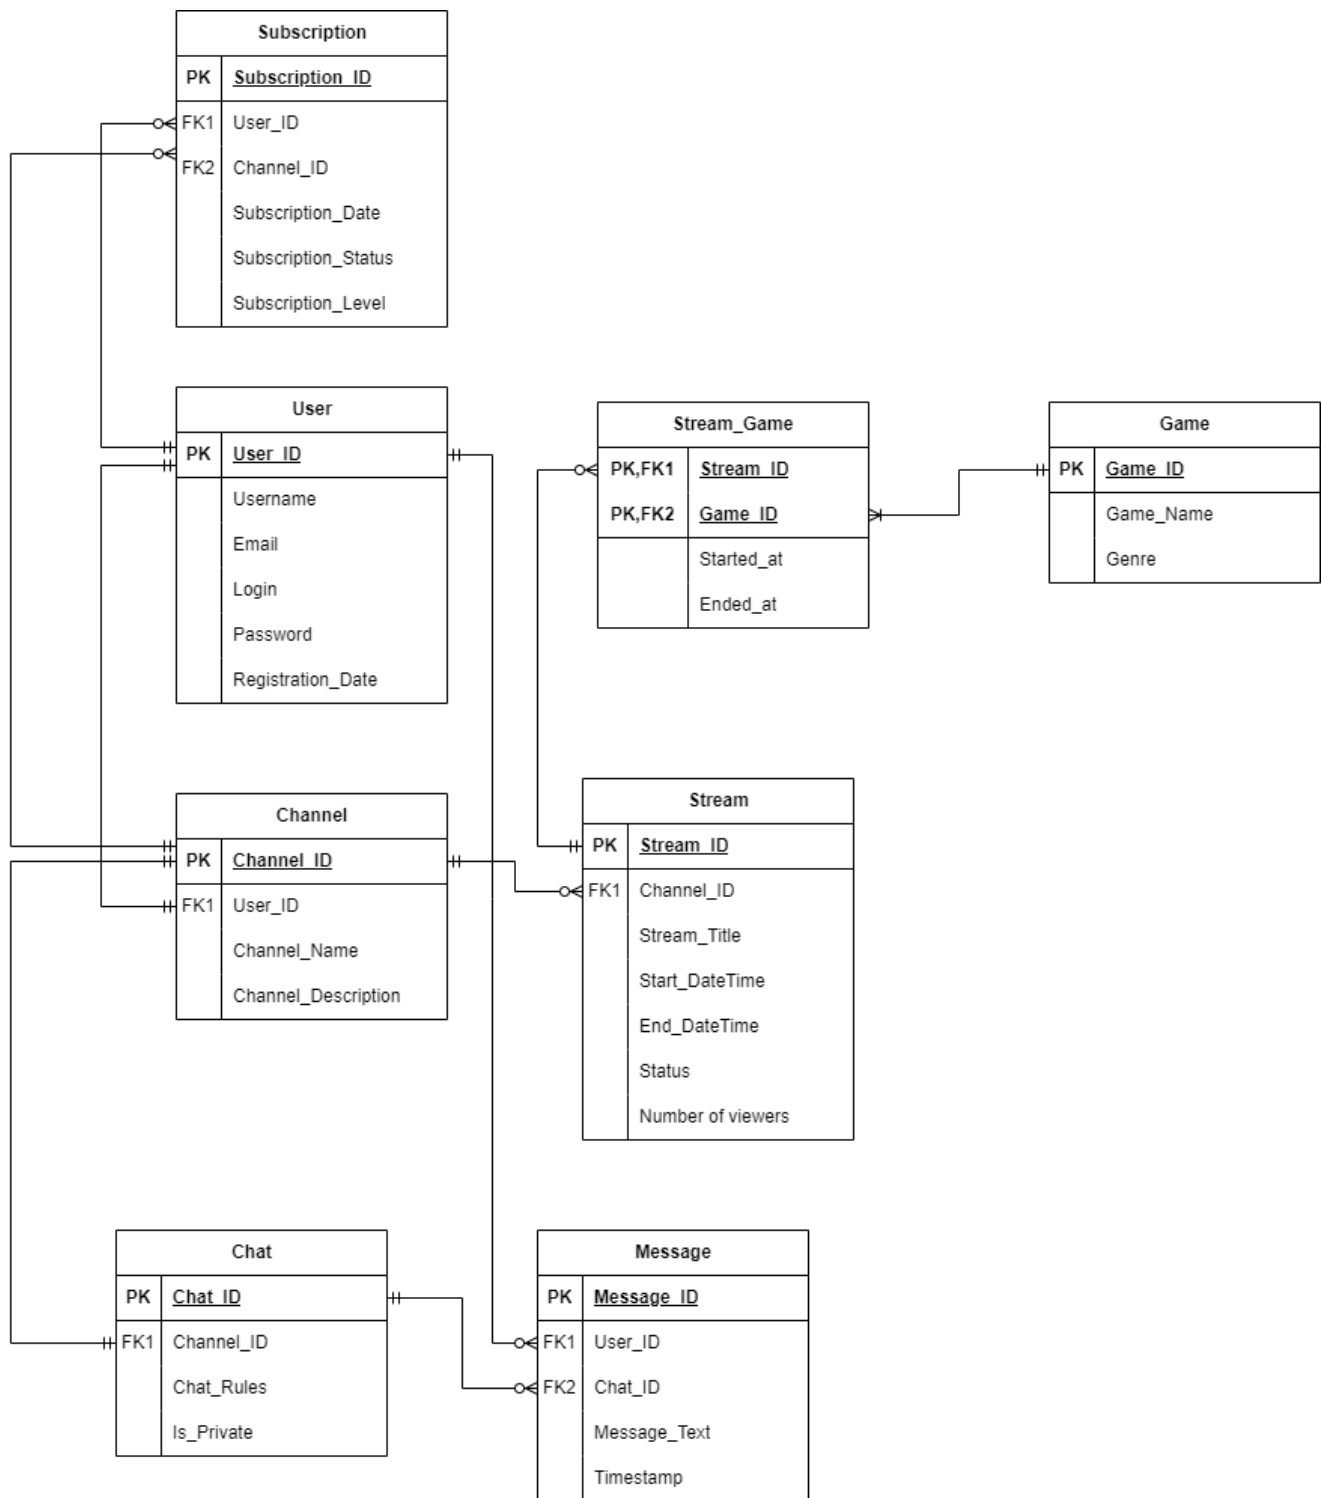 Subscription
PK Subscription_ID
FK1 User_ID
FK2 Channel_ID
Subscription_Date
Subscription_Status
Subscription_Level
User
PK User_ID
Username
Email
Login
Password
Registration_Date
Stream_Game
PK,FK1 Stream_ID
PK,FK2 Game_ID
Started_at
Ended_at
Game
PK Game_ID
Game_Name
Genre
Channel
PK Channel_ID
FK1 User_ID
Channel_Name
Channel_Description
Stream
PK Stream_ID
FK1 Channel_ID
Stream_Title
Start_DateTime
End_DateTime
Status
Number of viewers
Chat
PK Chat_ID
FK1 Channel_ID
Chat_Rules
Is_Private
Message
PK Message_ID
FK1 User_ID
FK2 Chat_ID
Message_Text
Timestamp